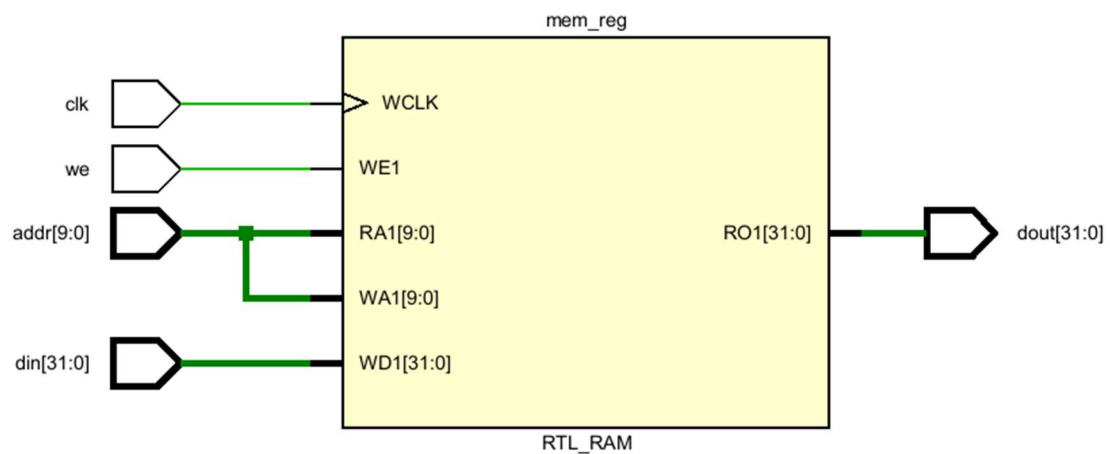 mem_reg
clk
WCLK
we
WE1
addr[9:0]
RA1[9:0]
RO1[31:0]
dout[31:0]
WA1[9:0]
din[31:0]
WD1[31:0]
RTL_RAM